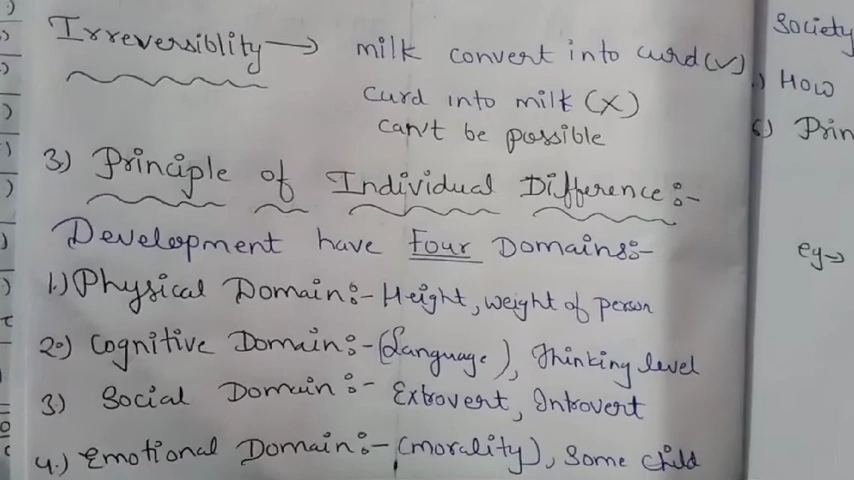 Irreversiblity → milk convert into curd (✓)
curd into milk (X)
can't be possible
3) Principle of Individual Difference:-
Development have Four Domains:-
1.) Physical Domain:- Height, weight of person
2.) Cognitive Domain:- (Language), Thinking level
3) Social Domain:- Extrovert, Introvert
4.) Emotional Domain:- (morality), Some child
Society
How
Prin
eg→